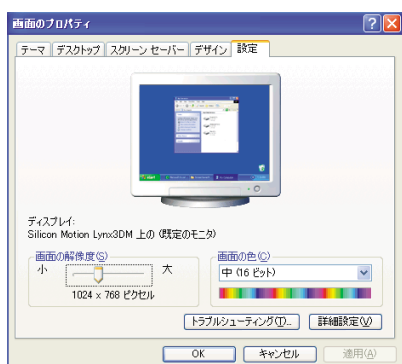 画面のプロパティ
テーマ デスクトップ スクリーン セーバー デザイン 設定
ディスプレイ:
Silicon Motion Lynx3DM 上の (既定のモニタ)
画面の解像度(S) 画面の色(C)
小 大 中 (16 ビット)
1024 x 768 ピクセル
トラブルシューティング(T)... 詳細設定(V)
OK キャンセル 適用(A)